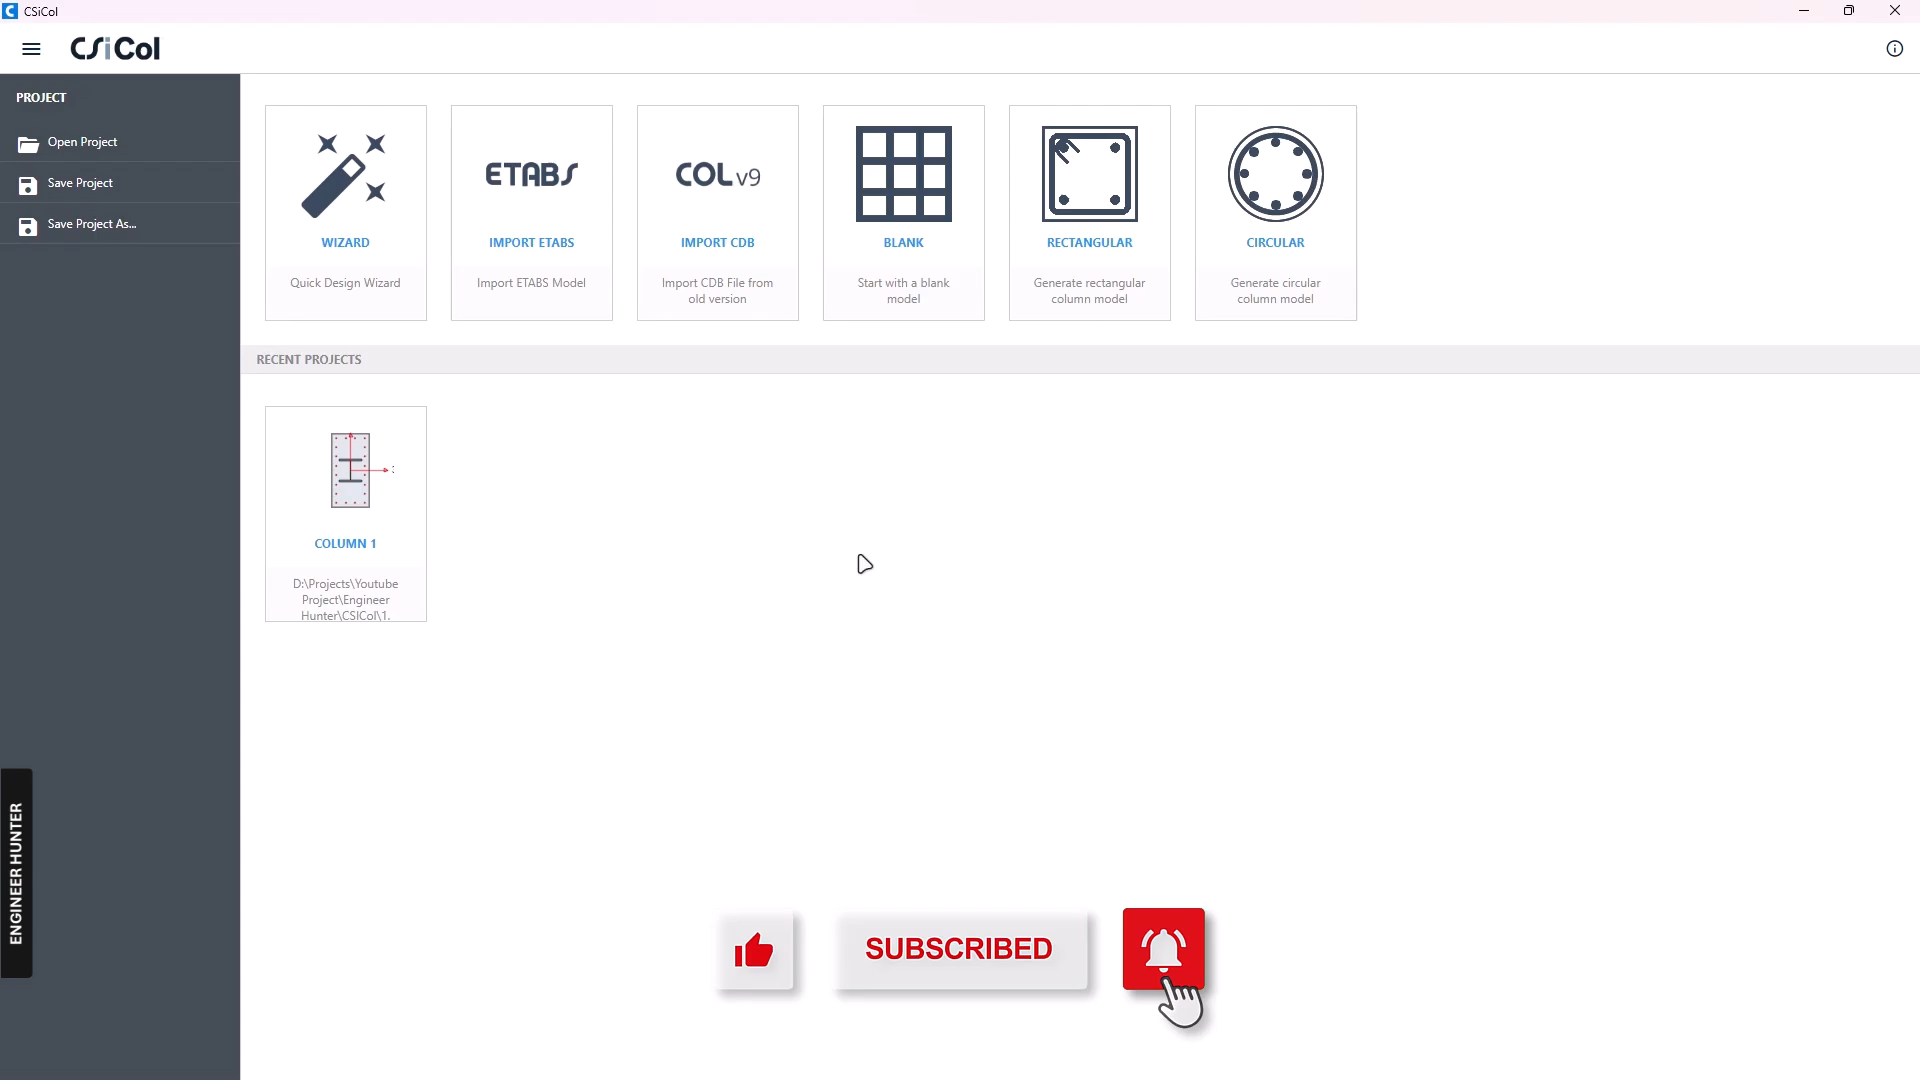 CSiCol
CSiCol
PROJECT
Open Project
Save Project
Save Project As...
WIZARD
Quick Design Wizard
ETABS
IMPORT ETABS
Import ETABS Model
COL v9
IMPORT CDB
Import CDB File from
old version
BLANK
Start with a blank
model
RECTANGULAR
Generate rectangular
column model
CIRCULAR
Generate circular
column model
RECENT PROJECTS
COLUMN 1
D:\Projects\Youtube
Project\Engineer
Hunter\CSICol\1.
ENGINEER HUNTER
SUBSCRIBED